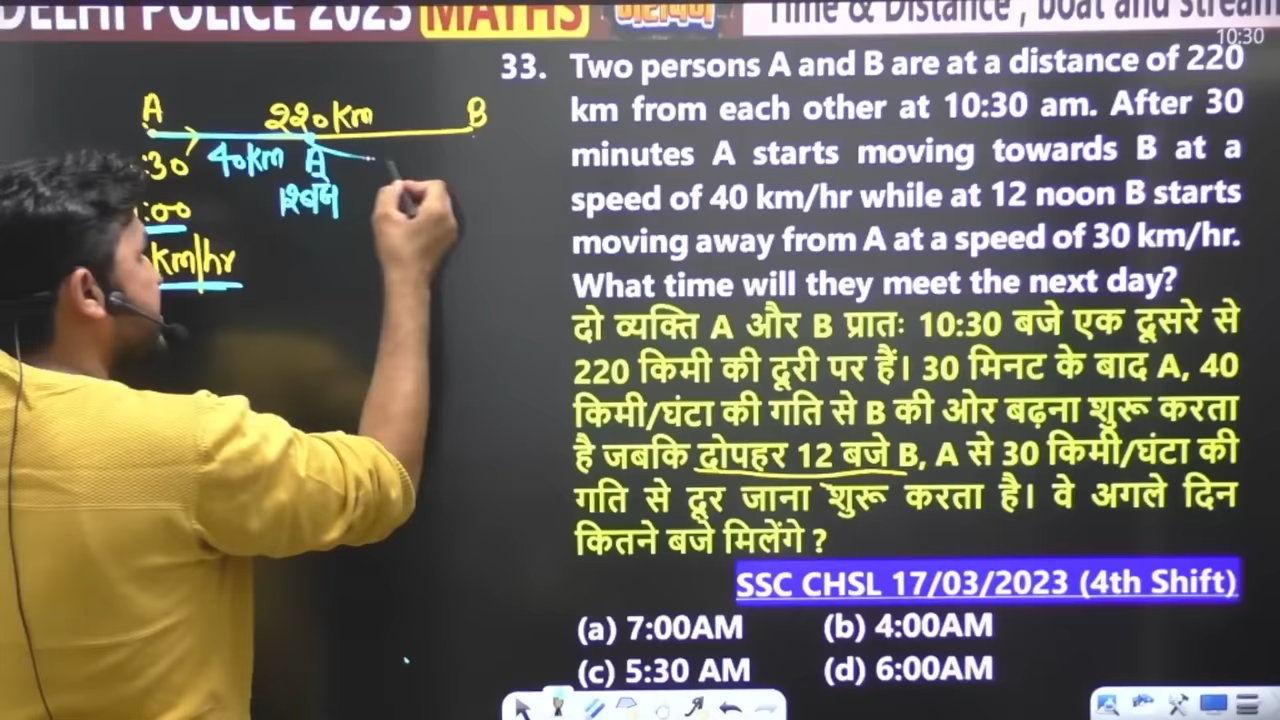 DELHI POLICE 2023 MATHS Time & Distance , boat and stream
10:30
33. Two persons A and B are at a distance of 220
km from each other at 10:30 am. After 30
minutes A starts moving towards B at a
speed of 40 km/hr while at 12 noon B starts
moving away from A at a speed of 30 km/hr.
What time will they meet the next day?
दो व्यक्ति A और B प्रातः 10:30 बजे एक दूसरे से
220 किमी की दूरी पर हैं। 30 मिनट के बाद A, 40
किमी/घंटा की गति से B की ओर बढ़ना शुरू करता
है जबकि दोपहर 12 बजे B, A से 30 किमी/घंटा की
गति से दूर जाना शुरू करता है। वे अगले दिन
कितने बजे मिलेंगे ?
SSC CHSL 17/03/2023 (4th Shift)
(a) 7:00AM (b) 4:00AM
(c) 5:30 AM (d) 6:00AM
A 220km B
:30 40km A
:00
km/hr